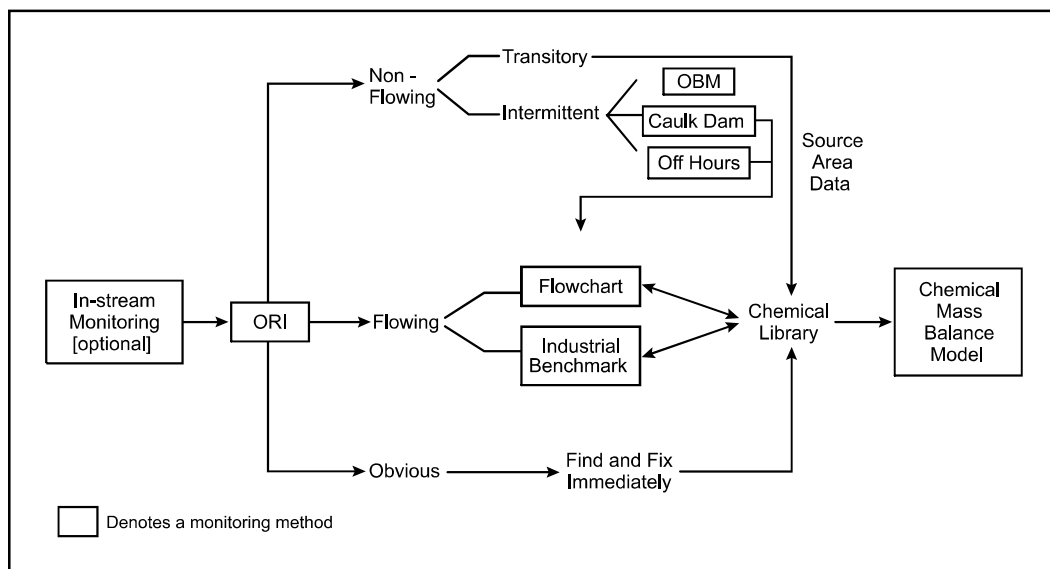 Non -
Flowing
Transitory
Intermittent
OBM
Caulk Dam
Off Hours
Source
Area
Data
In-stream
Monitoring
[optional]
ORI
Flowing
Flowchart
Industrial
Benchmark
Chemical
Library
Chemical
Mass
Balance
Model
Obvious
Find and Fix
Immediately
Denotes a monitoring method